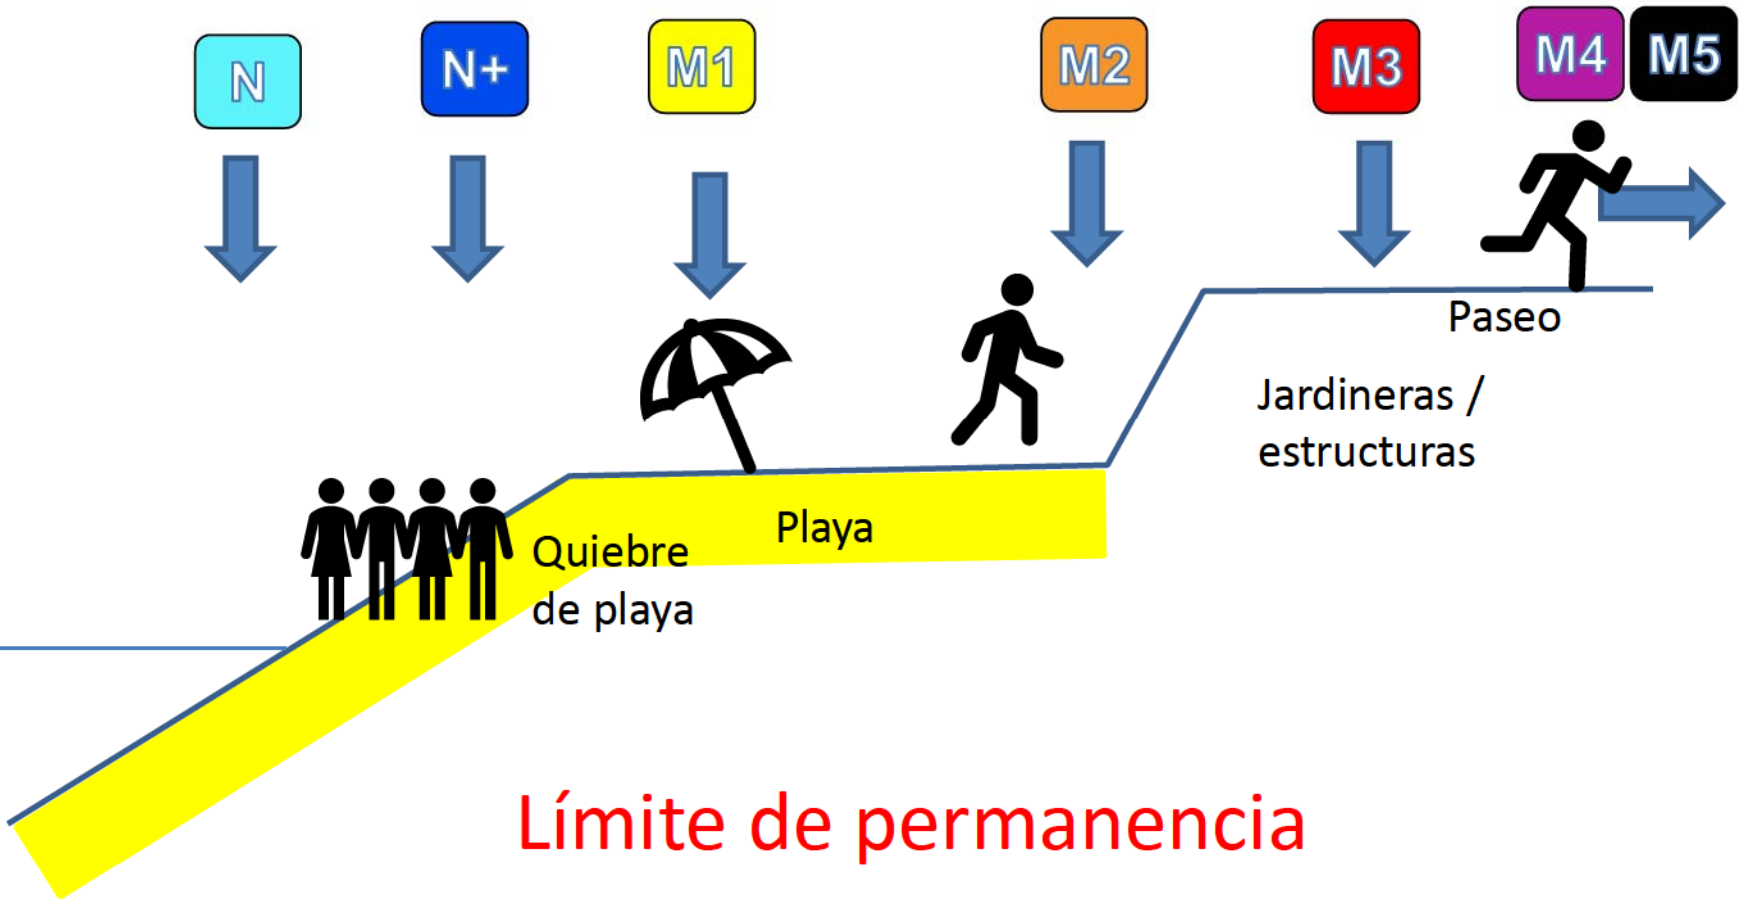 N
N+
M1
M2
M3
M4
M5
Paseo
Jardineras /
estructuras
Playa
Quiebre
de playa
Límite de permanencia